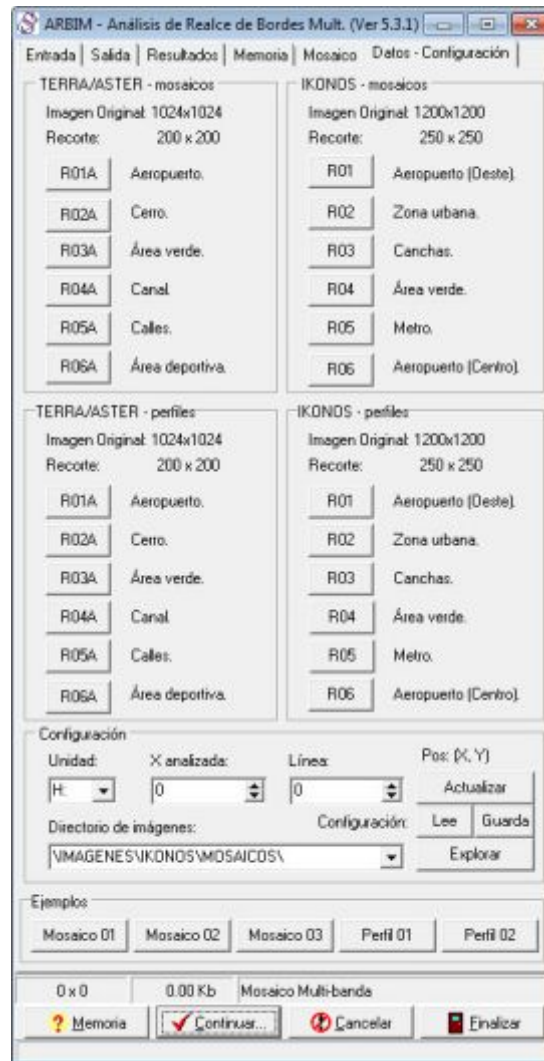 ARBIM - Análisis de Realce de Bordes Mult. (Ver 5.3.1)
Entrada Salida Resultados Memoria Mosaico Datos - Configuración
TERRA/ASTER - mosaicos
Imagen Original: 1024x1024
Recorte: 200 x 200
R01A Aeropuerto.
R02A Cerro.
R03A Área verde.
R04A Canal
R05A Calles.
R06A Área deportiva.
IKONOS - mosaicos
Imagen Original: 1200x1200
Recorte: 250 x 250
R01 Aeropuerto (Oeste).
R02 Zona urbana.
R03 Canchas.
R04 Área verde.
R05 Metro.
R06 Aeropuerto (Centro).
TERRA/ASTER - perfiles
Imagen Original: 1024x1024
Recorte: 200 x 200
R01A Aeropuerto.
R02A Cerro.
R03A Área verde.
R04A Canal
R05A Calles.
R06A Área deportiva.
IKONOS - perfiles
Imagen Original: 1200x1200
Recorte: 250 x 250
R01 Aeropuerto (Oeste).
R02 Zona urbana.
R03 Canchas.
R04 Área verde.
R05 Metro.
R06 Aeropuerto (Centro).
Configuración
Unidad: X analizada: Línea: Pos: (X, Y)
H: 0 0 Actualizar
Directorio de imágenes: Configuración: Lee Guarda
\IMAGENES\IKONOS\MOSAICOS\ Explorar
Ejemplos
Mosaico 01 Mosaico 02 Mosaico 03 Perfil 01 Perfil 02
0 x 0 0.00 Kb Mosaico Multi-banda
? Memoria Continuar... Cancelar Finalizar